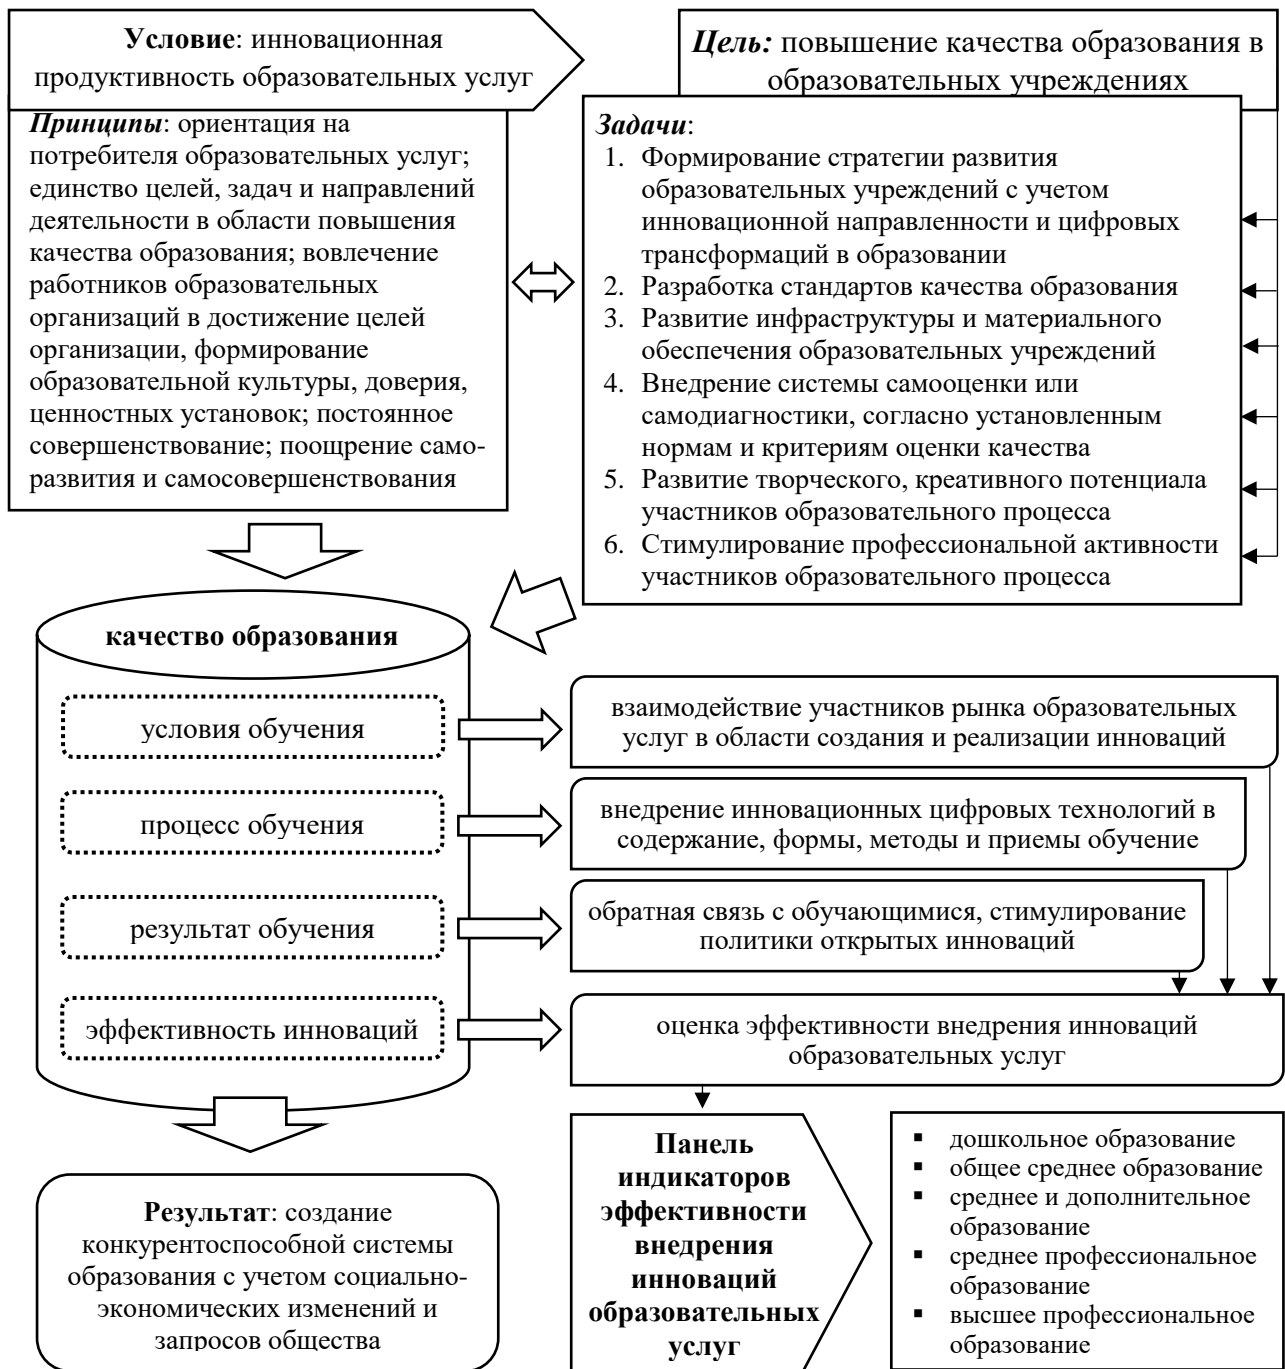 Условие: инновационная
продуктивность образовательных услуг
Цель: повышение качества образования в
образовательных учреждениях
Принципы: ориентация на
потребителя образовательных услуг;
единство целей, задач и направлений
деятельности в области повышения
качества образования; вовлечение
работников образовательных
организаций в достижение целей
организации, формирование
образовательной культуры, доверия,
ценностных установок; постоянное
совершенствование; поощрение само-
развития и самосовершенствования
Задачи:
1. Формирование стратегии развития
образовательных учреждений с учетом
инновационной направленности и цифровых
трансформаций в образовании
2. Разработка стандартов качества образования
3. Развитие инфраструктуры и материального
обеспечения образовательных учреждений
4. Внедрение системы самооценки или
самодиагностики, согласно установленным
нормам и критериям оценки качества
5. Развитие творческого, креативного потенциала
участников образовательного процесса
6. Стимулирование профессиональной активности
участников образовательного процесса
качество образования
условия обучения
взаимодействие участников рынка образовательных
услуг в области создания и реализации инноваций
процесс обучения
внедрение инновационных цифровых технологий в
содержание, формы, методы и приемы обучение
результат обучения
обратная связь с обучающимися, стимулирование
политики открытых инноваций
эффективность инноваций
оценка эффективности внедрения инноваций
образовательных услуг
Результат: создание
конкурентоспособной системы
образования с учетом социально-
экономических изменений и
запросов общества
Панель
индикаторов
эффективности
внедрения
инноваций
образовательных
услуг
▪ дошкольное образование
▪ общее среднее образование
▪ среднее и дополнительное
образование
▪ среднее профессиональное
образование
▪ высшее профессиональное
образование